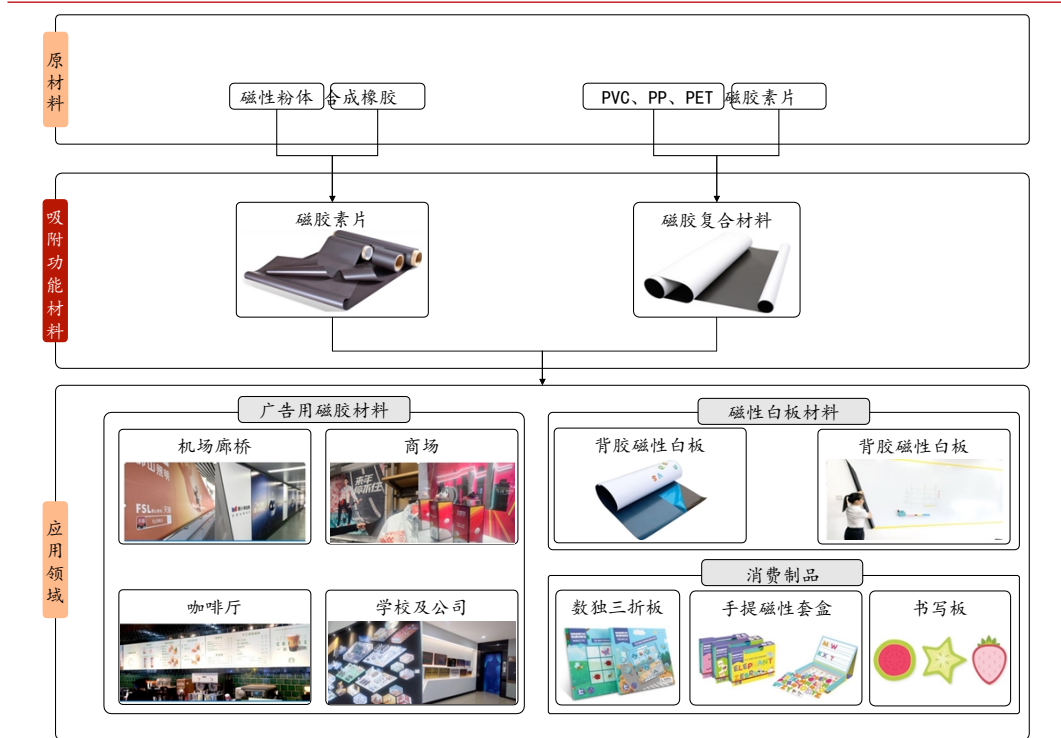 原材料
磁性粉体
合成橡胶
PVC、PP、PET
磁胶素片
吸附功能材料
磁胶素片
磁胶复合材料
应用领域
广告用磁胶材料
机场廊桥
FSL
商场
咖啡厅
学校及公司
磁性白板材料
背胶磁性白板
背胶磁性白板
消费制品
数独三折板
手提磁性套盒
ELEPHANT
M W
K X T
书写板